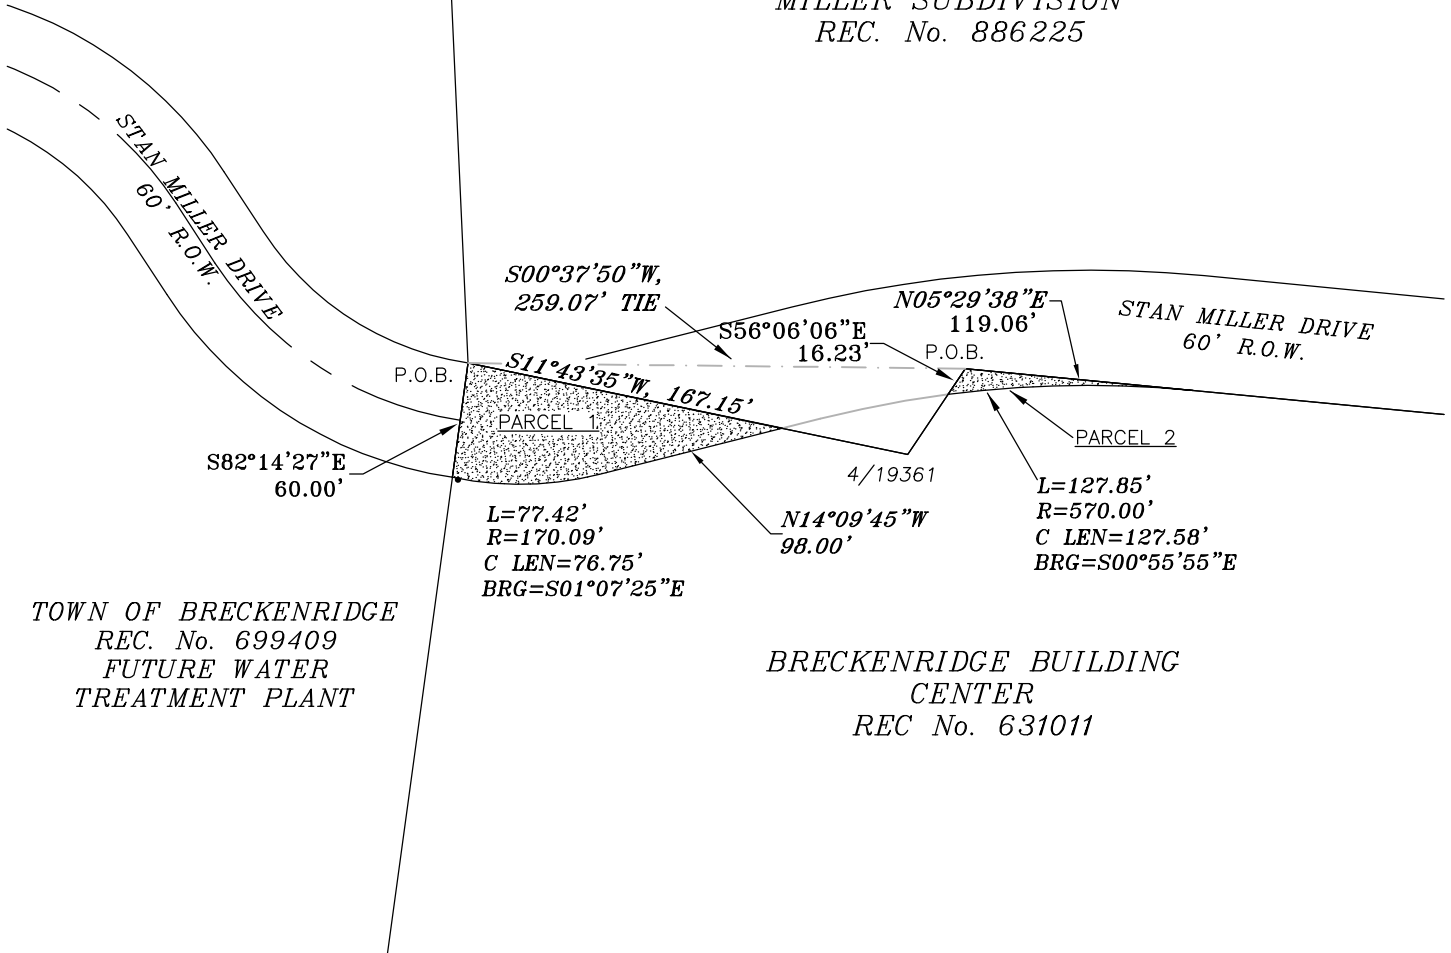 MILLER SUBDIVISION
REC. No. 886225
STAN MILLER DRIVE
60' R.O.W.
S00°37'50"W,
259.07' TIE
N05°29'38"E
119.06'
STAN MILLER DRIVE
60' R.O.W.
S56°06'06"E
16.23'
P.O.B.
P.O.B.
S11°43'35"W, 167.15'
PARCEL 1
PARCEL 2
S82°14'27"E
60.00'
4/19361
L=77.42'
R=170.09'
C LEN=76.75'
BRG=S01°07'25"E
N14°09'45"W
98.00'
L=127.85'
R=570.00'
C LEN=127.58'
BRG=S00°55'55"E
TOWN OF BRECKENRIDGE
REC. No. 699409
FUTURE WATER
TREATMENT PLANT
BRECKENRIDGE BUILDING
CENTER
REC No. 631011